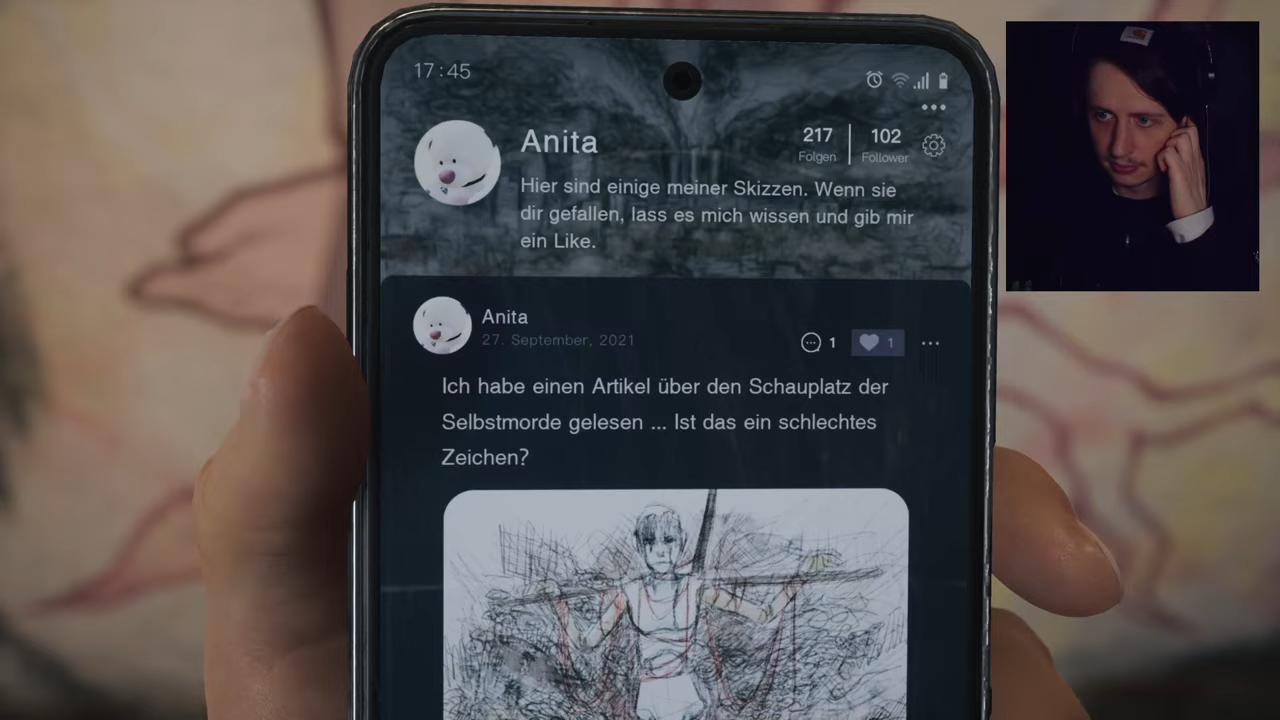 17:45
Anita
217
102
Folgen
Follower
Hier sind einige meiner Skizzen. Wenn sie
dir gefallen, lass es mich wissen und gib mir
ein Like.
Anita
27. September, 2021
1
1
Ich habe einen Artikel über den Schauplatz der
Selbstmorde gelesen ... Ist das ein schlechtes
Zeichen?